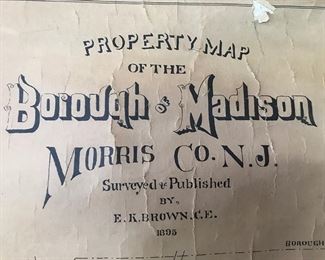 PROPERTY MAP
OF THE
Borough OF Madison
MORRIS Co. N.J.
Surveyed & Published
BY
E.K. BROWN, C.E.
1895
BOROUGH